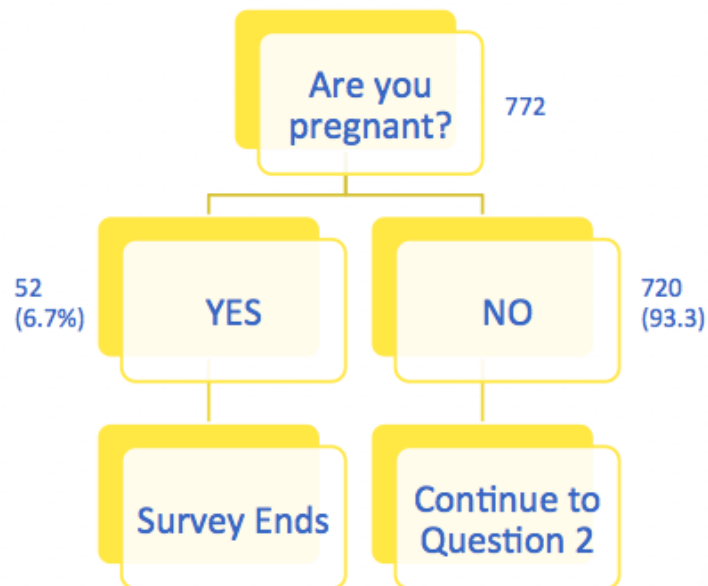 Are you
pregnant?
772
52
(6.7%)
YES
NO
720
(93.3)
Survey Ends
Continue to
Question 2